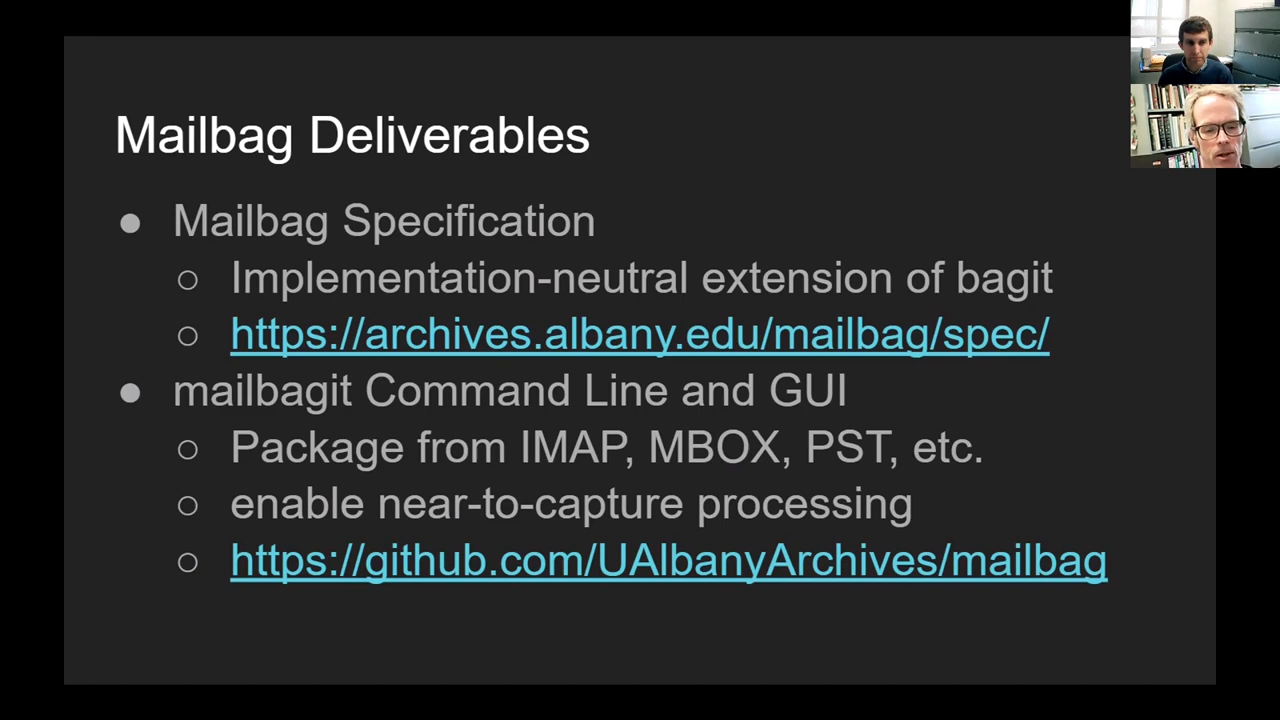 Mailbag Deliverables
● Mailbag Specification
○ Implementation-neutral extension of bagit
○ https://archives.albany.edu/mailbag/spec/
● mailbagit Command Line and GUI
○ Package from IMAP, MBOX, PST, etc.
○ enable near-to-capture processing
○ https://github.com/UAlbanyArchives/mailbag